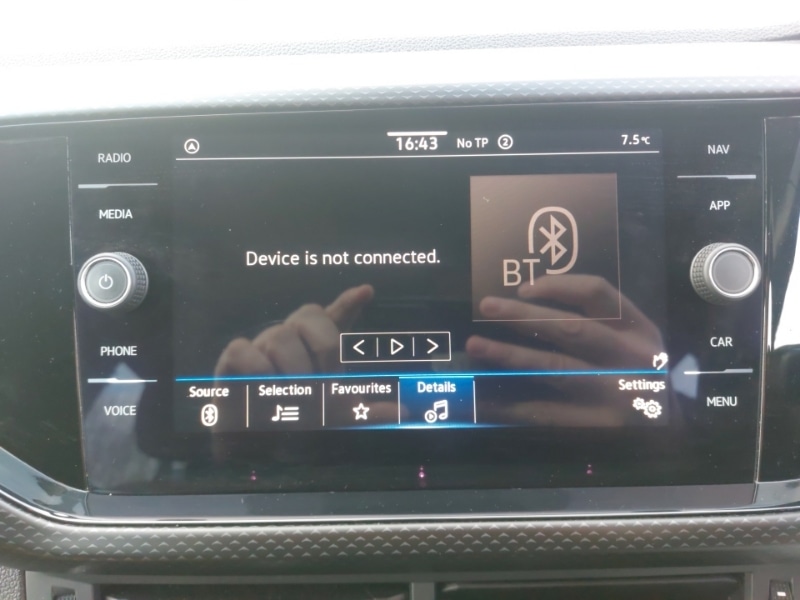 RADIO
MEDIA
PHONE
VOICE
16:43 No TP 2 7.5°C
Device is not connected.
BT
Source Selection Favourites Details Settings
NAV
APP
CAR
MENU